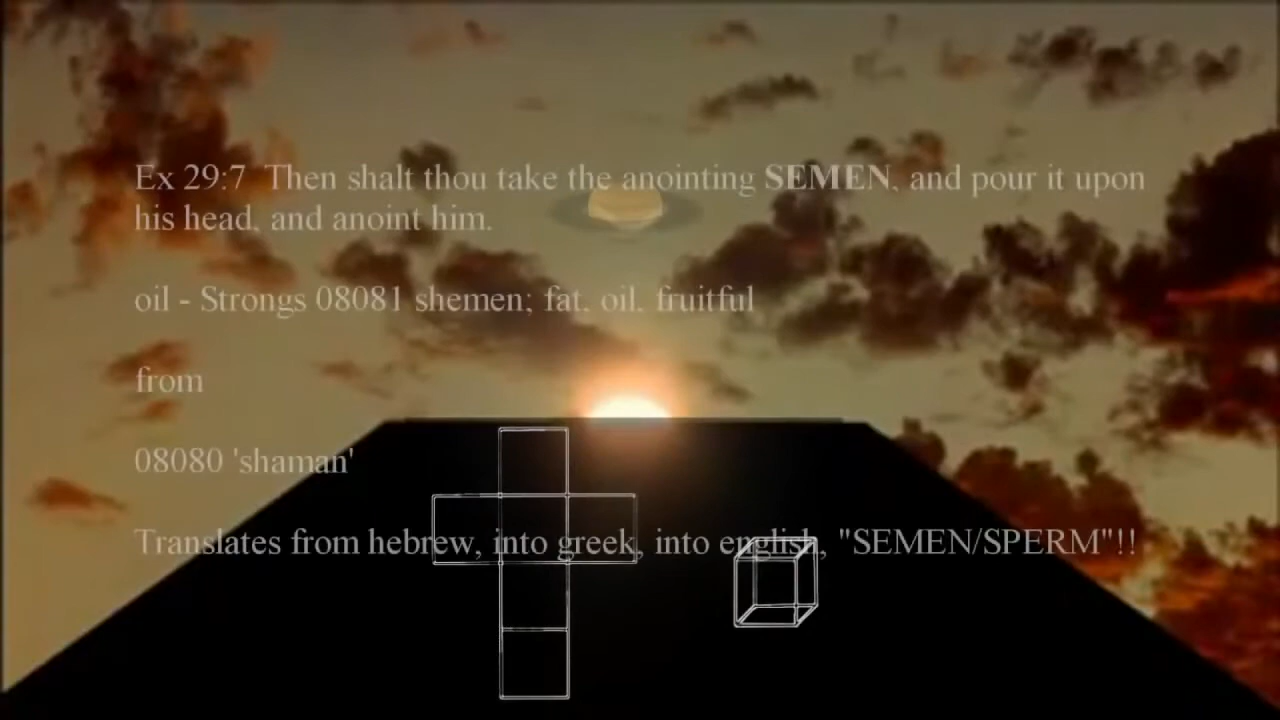 Ex 29:7  Then shalt thou take the anointing SEMEN, and pour it upon
his head, and anoint him.
oil - Strongs 08081 shemen; fat, oil, fruitful
from
08080 'shaman'
Translates from hebrew, into greek, into english, "SEMEN/SPERM"!!